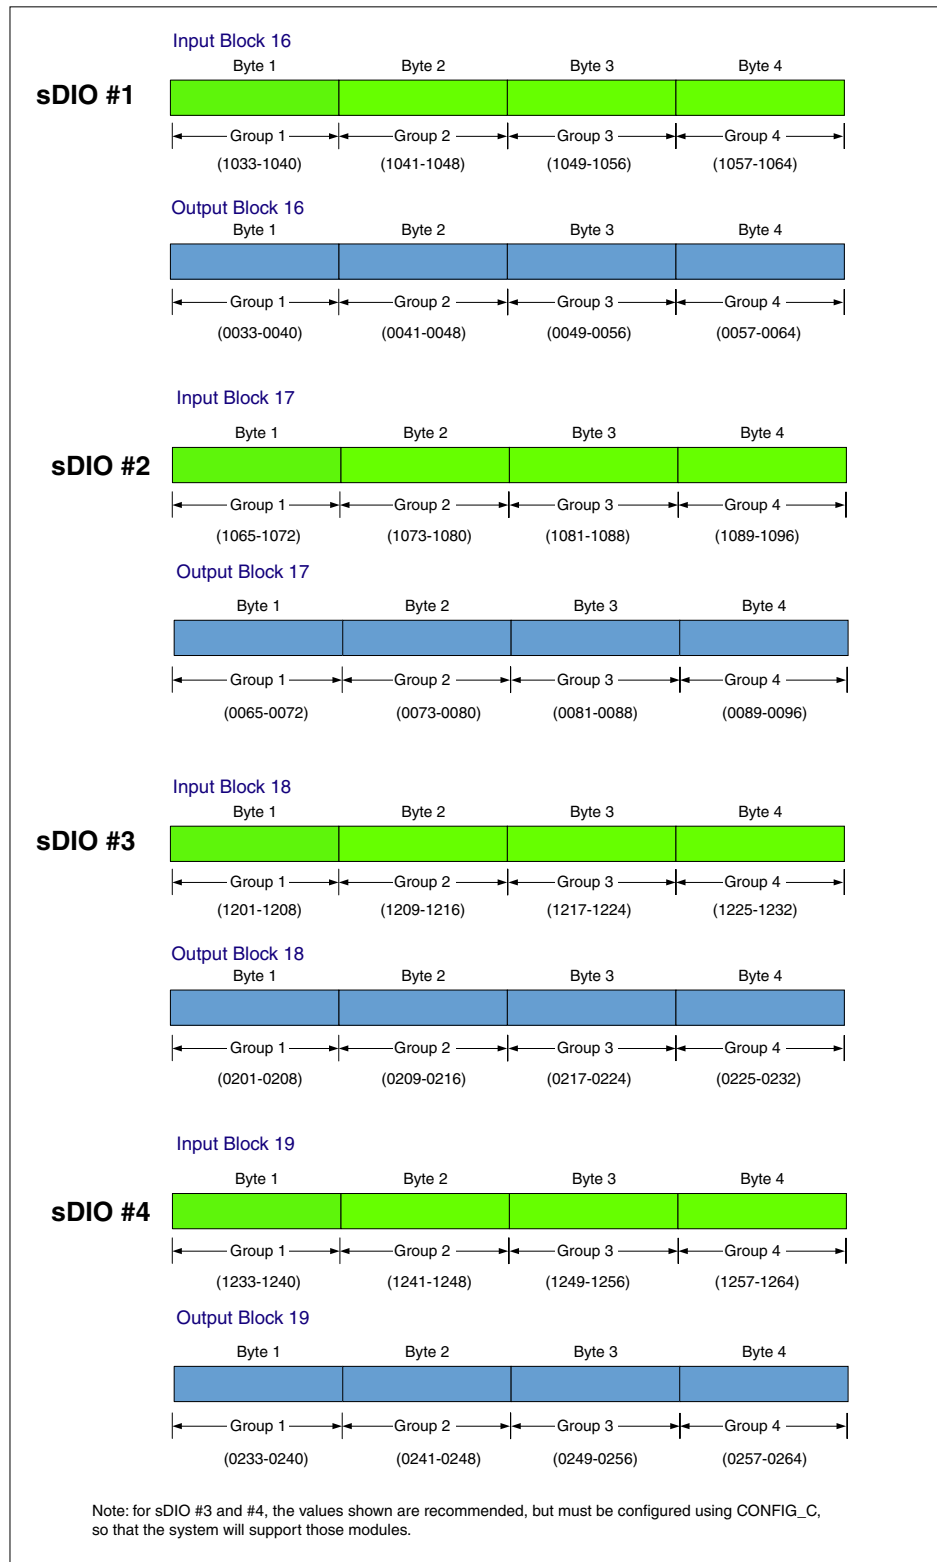 Input Block 16
Byte 1 Byte 2 Byte 3 Byte 4
sDIO #1
Group 1 Group 2 Group 3 Group 4
(1033-1040) (1041-1048) (1049-1056) (1057-1064)
Output Block 16
Byte 1 Byte 2 Byte 3 Byte 4
Group 1 Group 2 Group 3 Group 4
(0033-0040) (0041-0048) (0049-0056) (0057-0064)
Input Block 17
Byte 1 Byte 2 Byte 3 Byte 4
sDIO #2
Group 1 Group 2 Group 3 Group 4
(1065-1072) (1073-1080) (1081-1088) (1089-1096)
Output Block 17
Byte 1 Byte 2 Byte 3 Byte 4
Group 1 Group 2 Group 3 Group 4
(0065-0072) (0073-0080) (0081-0088) (0089-0096)
Input Block 18
Byte 1 Byte 2 Byte 3 Byte 4
sDIO #3
Group 1 Group 2 Group 3 Group 4
(1201-1208) (1209-1216) (1217-1224) (1225-1232)
Output Block 18
Byte 1 Byte 2 Byte 3 Byte 4
Group 1 Group 2 Group 3 Group 4
(0201-0208) (0209-0216) (0217-0224) (0225-0232)
Input Block 19
Byte 1 Byte 2 Byte 3 Byte 4
sDIO #4
Group 1 Group 2 Group 3 Group 4
(1233-1240) (1241-1248) (1249-1256) (1257-1264)
Output Block 19
Byte 1 Byte 2 Byte 3 Byte 4
Group 1 Group 2 Group 3 Group 4
(0233-0240) (0241-0248) (0249-0256) (0257-0264)
Note: for sDIO #3 and #4, the values shown are recommended, but must be configured using CONFIG_C,
so that the system will support those modules.